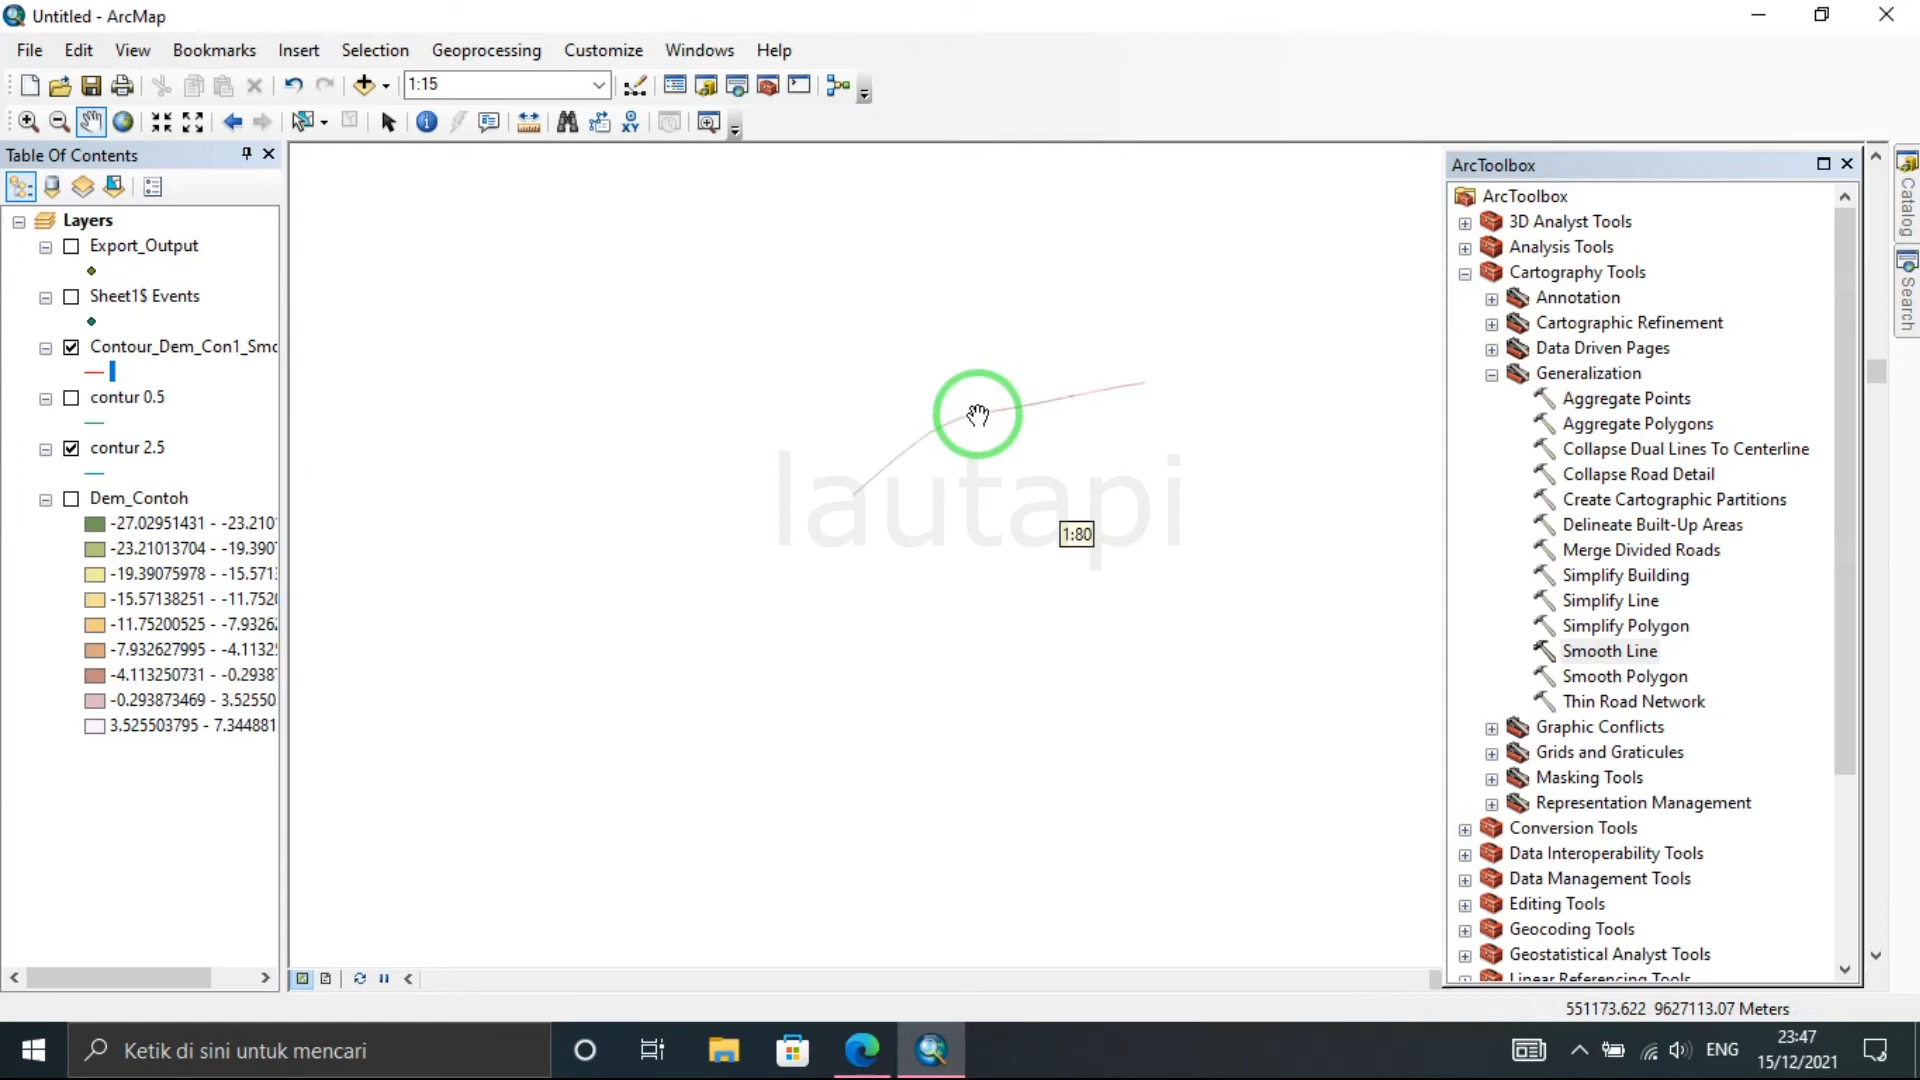 Untitled - ArcMap
File Edit View Bookmarks Insert Selection Geoprocessing Customize Windows Help
1:15
XY
Table Of Contents
Layers
Export_Output
Sheet1$ Events
Contour_Dem_Con1_Smo
contur 0.5
contur 2.5
Dem_Contoh
-27.02951431 - -23.210
-23.21013704 - -19.390
-19.39075978 - -15.571
-15.57138251 - -11.752
-11.75200525 - -7.9326
-7.932627995 - -4.1132
-4.113250731 - -0.2938
-0.293873469 - 3.52550
3.525503795 - 7.344881
lautapi
1:80
ArcToolbox
ArcToolbox
3D Analyst Tools
Analysis Tools
Cartography Tools
Annotation
Cartographic Refinement
Data Driven Pages
Generalization
Aggregate Points
Aggregate Polygons
Collapse Dual Lines To Centerline
Collapse Road Detail
Create Cartographic Partitions
Delineate Built-Up Areas
Merge Divided Roads
Simplify Building
Simplify Line
Simplify Polygon
Smooth Line
Smooth Polygon
Thin Road Network
Graphic Conflicts
Grids and Graticules
Masking Tools
Representation Management
Conversion Tools
Data Interoperability Tools
Data Management Tools
Editing Tools
Geocoding Tools
Geostatistical Analyst Tools
Linear Referencing Tools
Catalog
Search
551173.622 9627113.07 Meters
Ketik di sini untuk mencari
ENG
23:47
15/12/2021